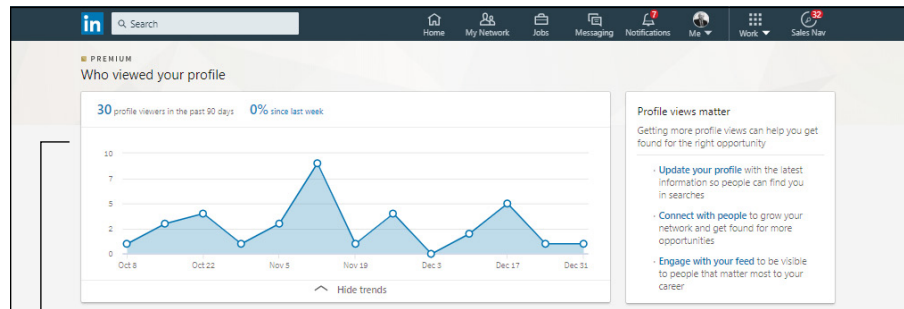 in
Search
Home
My Network
Jobs
Messaging
7
Notifications
Me
Work
32
Sales Nav
PREMIUM
Who viewed your profile
30 profile viewers in the past 90 days 0% since last week
10
7
5
2
0
Oct 8 Oct 22 Nov 5 Nov 19 Dec 3 Dec 17 Dec 31
Hide trends
Profile views matter
Getting more profile views can help you get
found for the right opportunity
· Update your profile with the latest
information so people can find you
in searches
· Connect with people to grow your
network and get found for more
opportunities
· Engage with your feed to be visible
to people that matter most to your
career